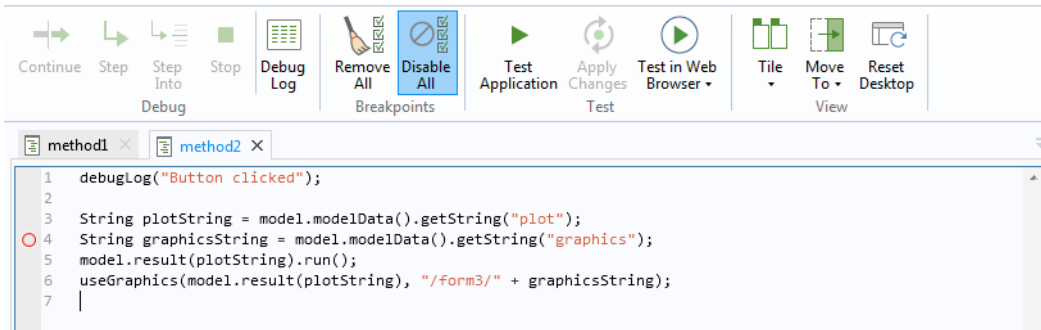 Continue Step Step Into Stop Debug Log Remove All Disable All Test Application Apply Changes Test in Web Browser Tile Move To Reset Desktop
Debug Breakpoints Test View
method1 method2
1 debugLog("Button clicked");
2
3 String plotString = model.modelData().getString("plot");
4 String graphicsString = model.modelData().getString("graphics");
5 model.result(plotString).run();
6 useGraphics(model.result(plotString), "/form3/" + graphicsString);
7